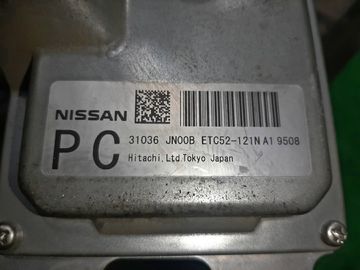 NISSAN
PC 31036 JN00B ETC52-121N A1 9508
Hitachi,Ltd.Tokyo Japan